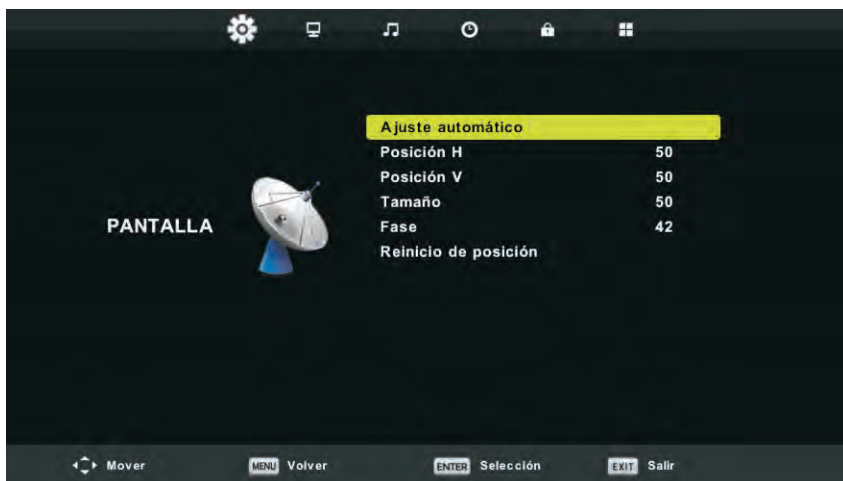 Ajuste automático
Posición H 50
Posición V 50
Tamaño 50
PANTALLA
Fase 42
Reinicio de posición
Mover MENU Volver ENTER Selección EXIT Salir